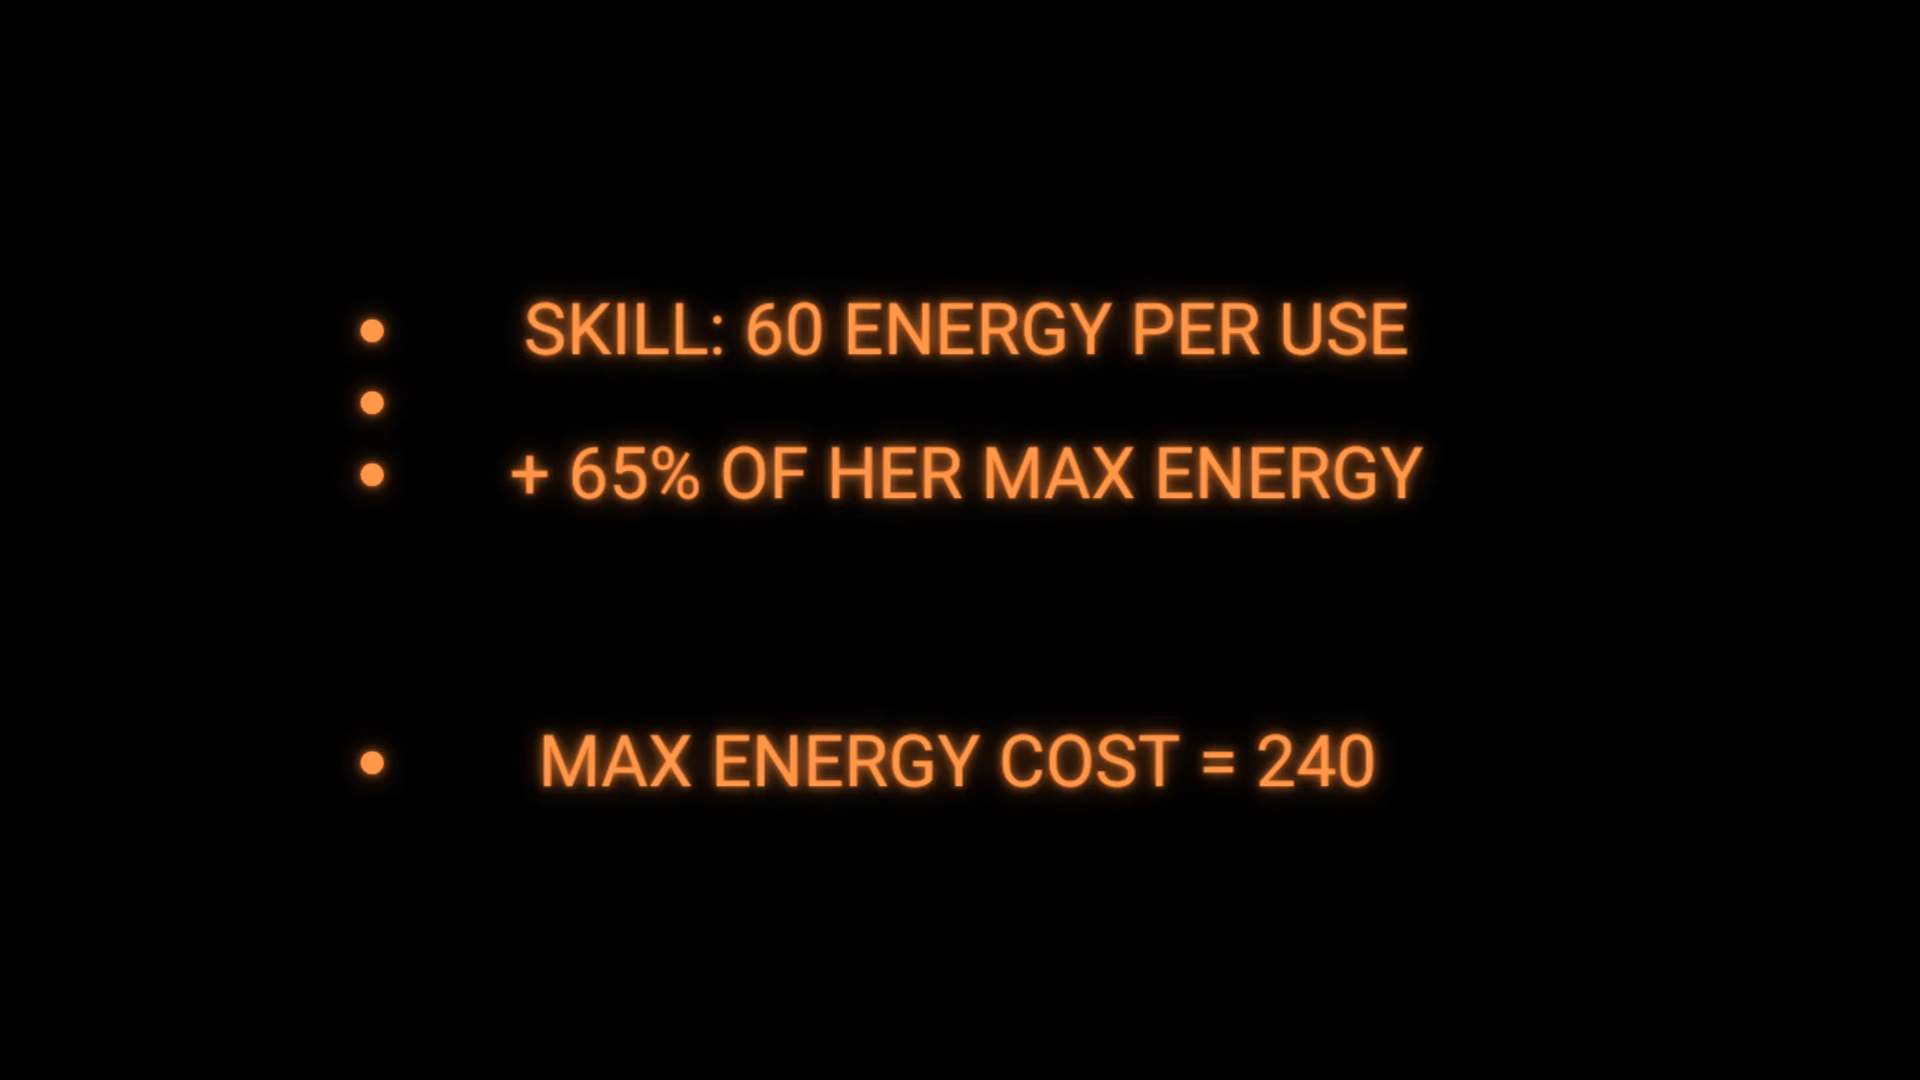 • SKILL: 60 ENERGY PER USE
•
• + 65% OF HER MAX ENERGY
• MAX ENERGY COST = 240